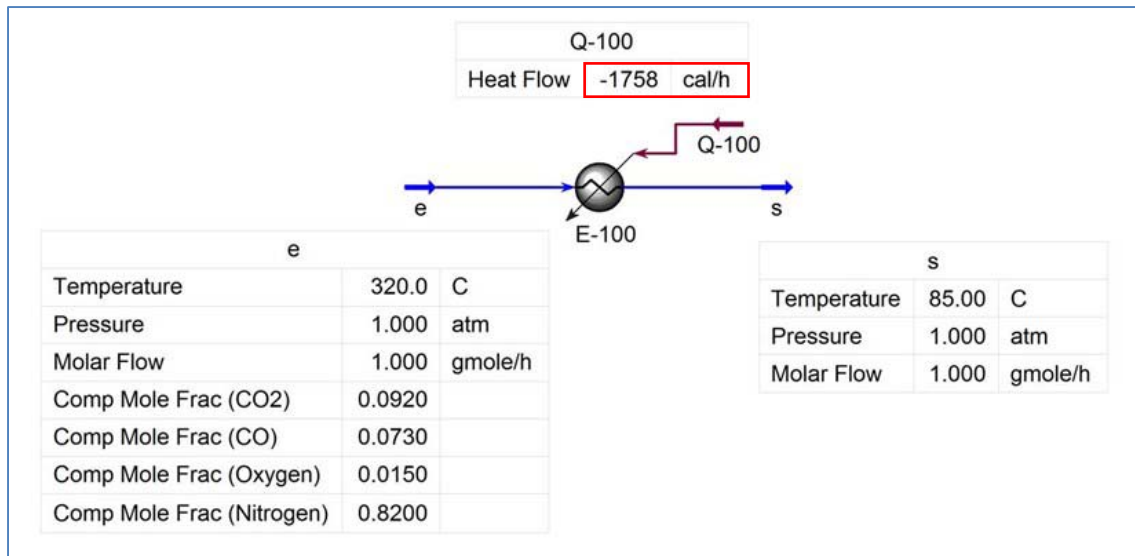 Q-100
Heat Flow -1758 cal/h
Q-100
e
s
E-100
e
Temperature 320.0 C
Pressure 1.000 atm
Molar Flow 1.000 gmole/h
Comp Mole Frac (CO2) 0.0920
Comp Mole Frac (CO) 0.0730
Comp Mole Frac (Oxygen) 0.0150
Comp Mole Frac (Nitrogen) 0.8200
s
Temperature 85.00 C
Pressure 1.000 atm
Molar Flow 1.000 gmole/h